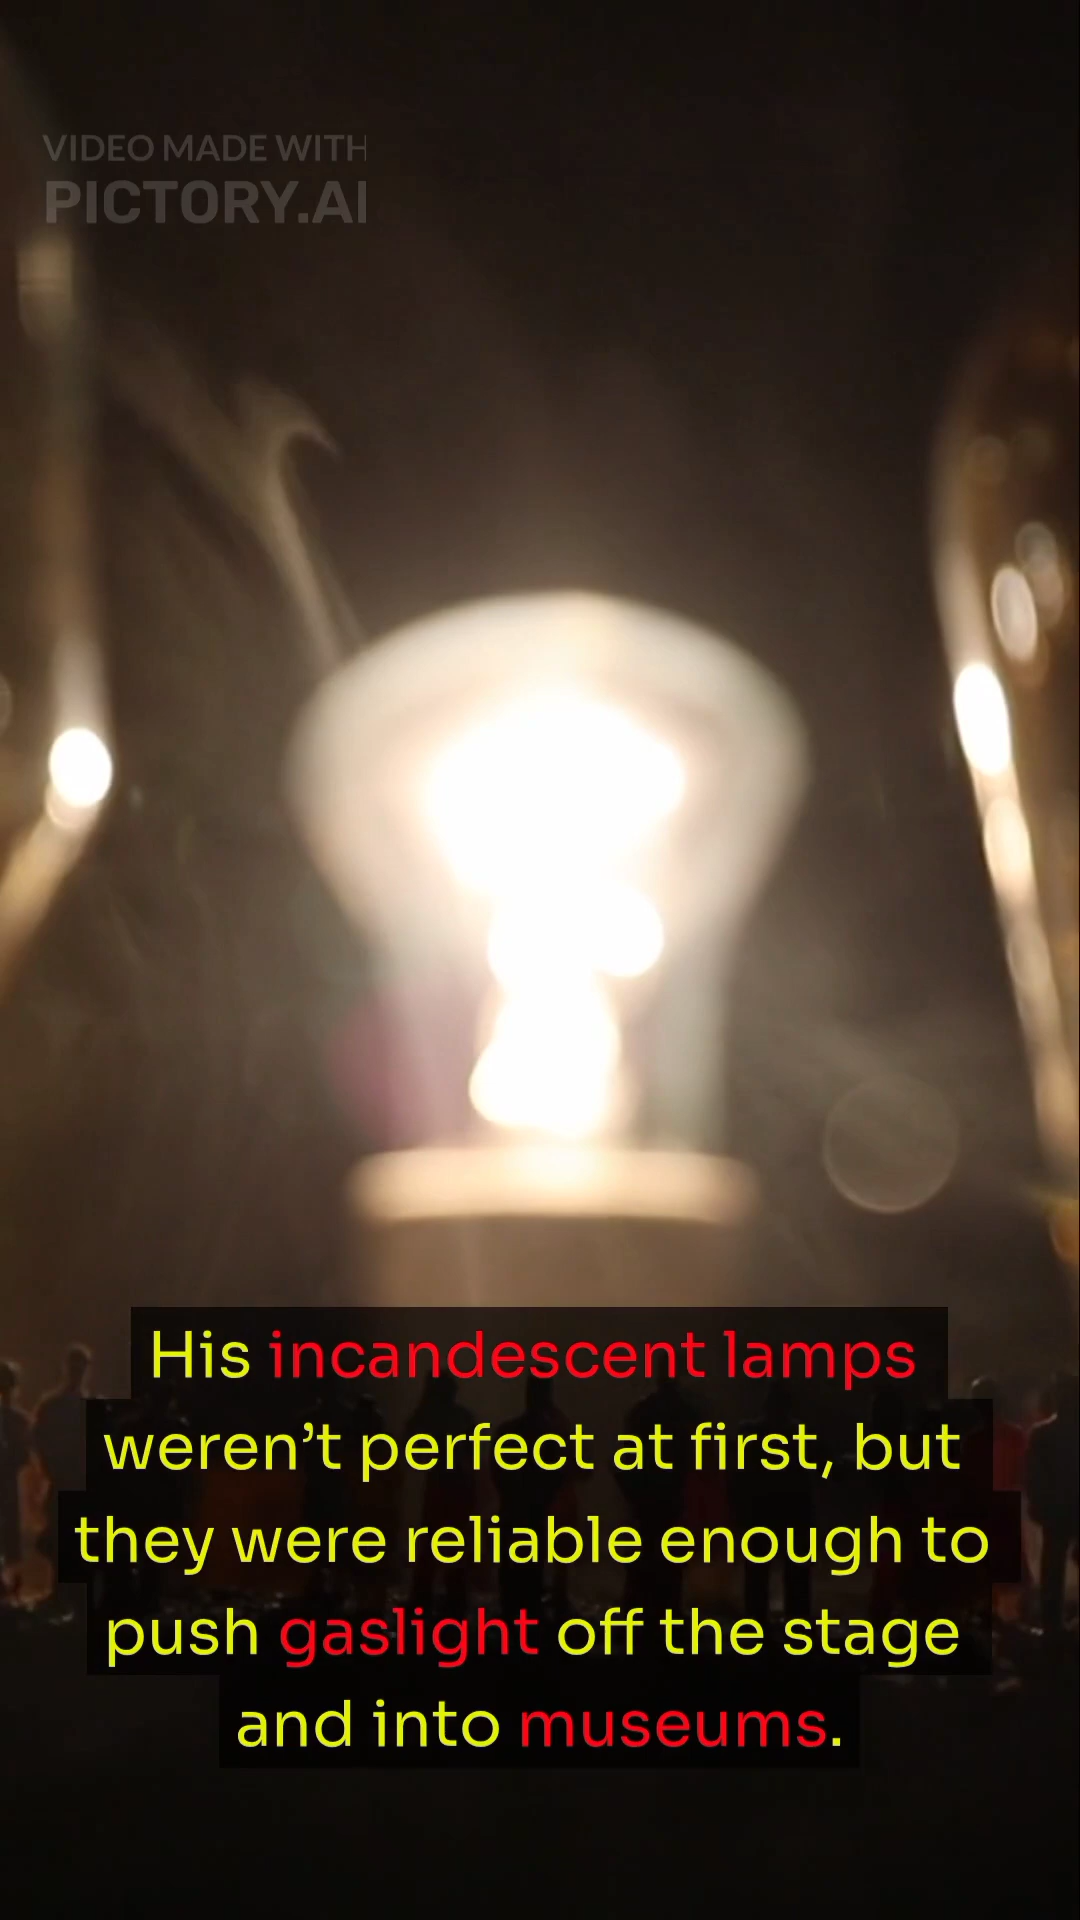 VIDEO MADE WITH
PICTORY.AI
His incandescent lamps
weren’t perfect at first, but
they were reliable enough to
push gaslight off the stage
and into museums.